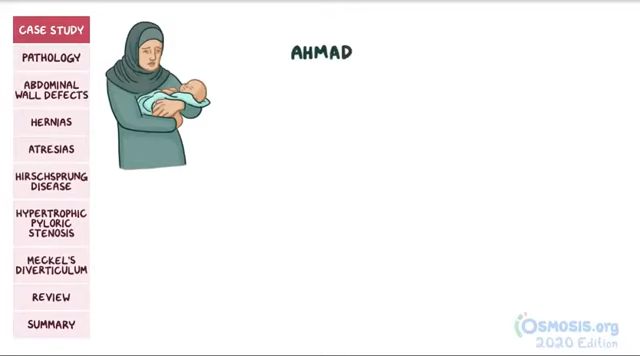 CASE STUDY
PATHOLOGY
ABDOMINAL
WALL DEFECTS
HERNIAS
ATRESIAS
HIRSCHSPRUNG
DISEASE
HYPERTROPHIC
PYLORIC
STENOSIS
MECKEL'S
DIVERTICULUM
REVIEW
SUMMARY
AHMAD
OSMOSIS.org
2020 Edition